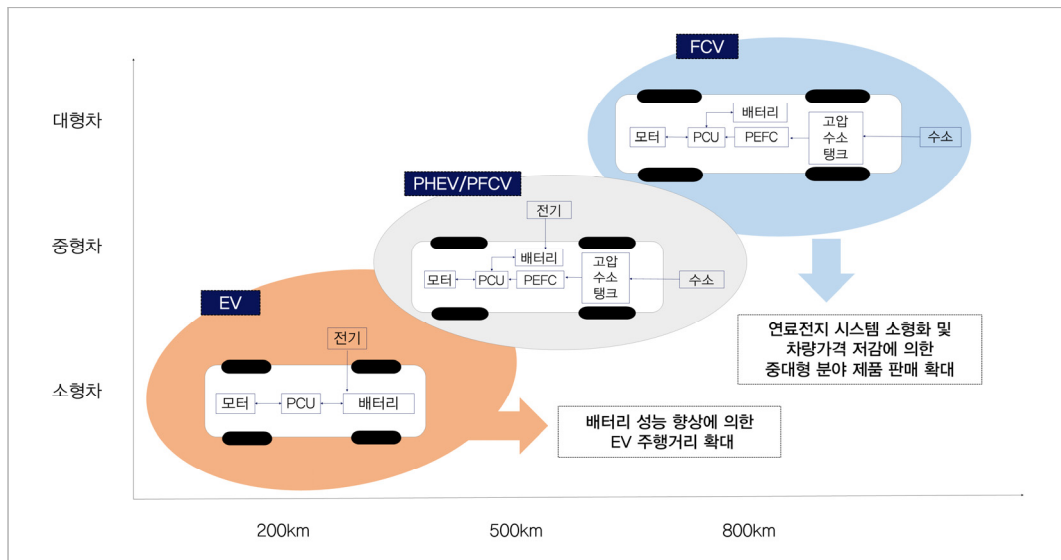 FCV
대형차
배터리
모터
PCU
PEFC
고압
수소
탱크
수소
PHEV/PFCV
전기
중형차
배터리
모터
PCU
PEFC
고압
수소
탱크
수소
EV
전기
소형차
모터
PCU
배터리
연료전지 시스템 소형화 및
차량가격 저감에 의한
중대형 분야 제품 판매 확대
배터리 성능 향상에 의한
EV 주행거리 확대
200km
500km
800km